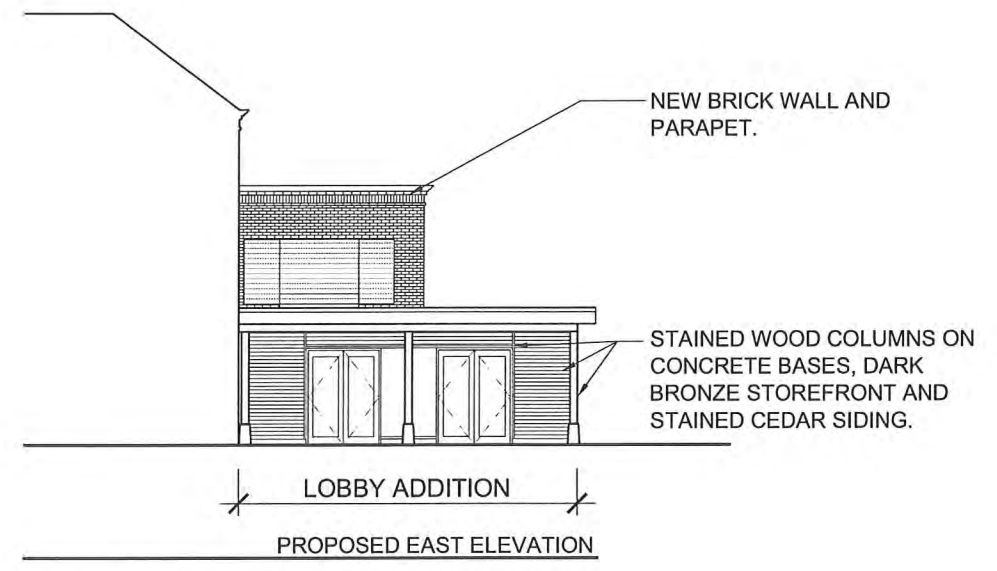 NEW BRICK WALL AND
PARAPET.
STAINED WOOD COLUMNS ON
CONCRETE BASES, DARK
BRONZE STOREFRONT AND
STAINED CEDAR SIDING.
LOBBY ADDITION
PROPOSED EAST ELEVATION